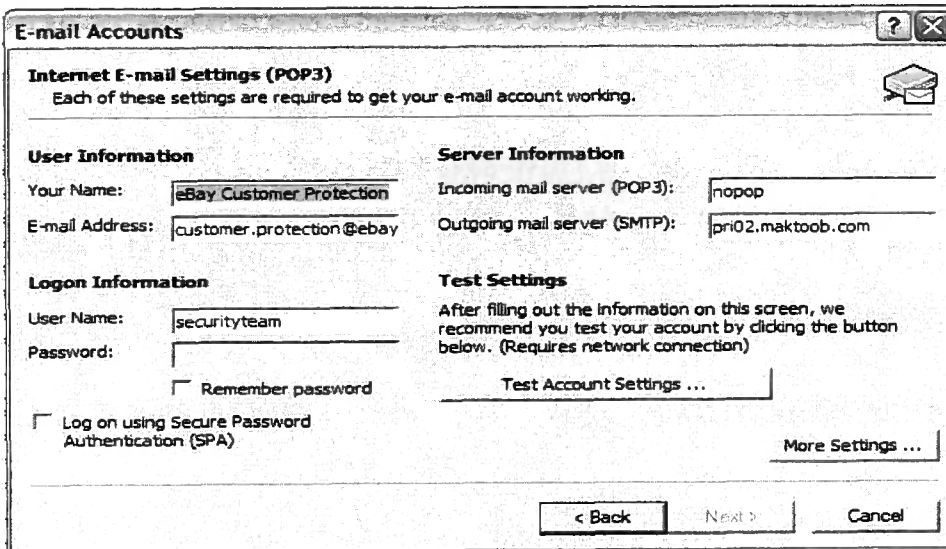 E-mail Accounts
Internet E-mail Settings (POP3)
Each of these settings are required to get your e-mail account working.
User Information
Your Name: eBay Customer Protection
E-mail Address: customer.protection@ebay
Logon Information
User Name: securityteam
Password:
Remember password
Log on using Secure Password
Authentication (SPA)
Server Information
Incoming mail server (POP3): nopop
Outgoing mail server (SMTP): pri02.maktoob.com
Test Settings
After filling out the information on this screen, we
recommend you test your account by clicking the button
below. (Requires network connection)
Test Account Settings ...
More Settings ...
< Back
Next >
Cancel